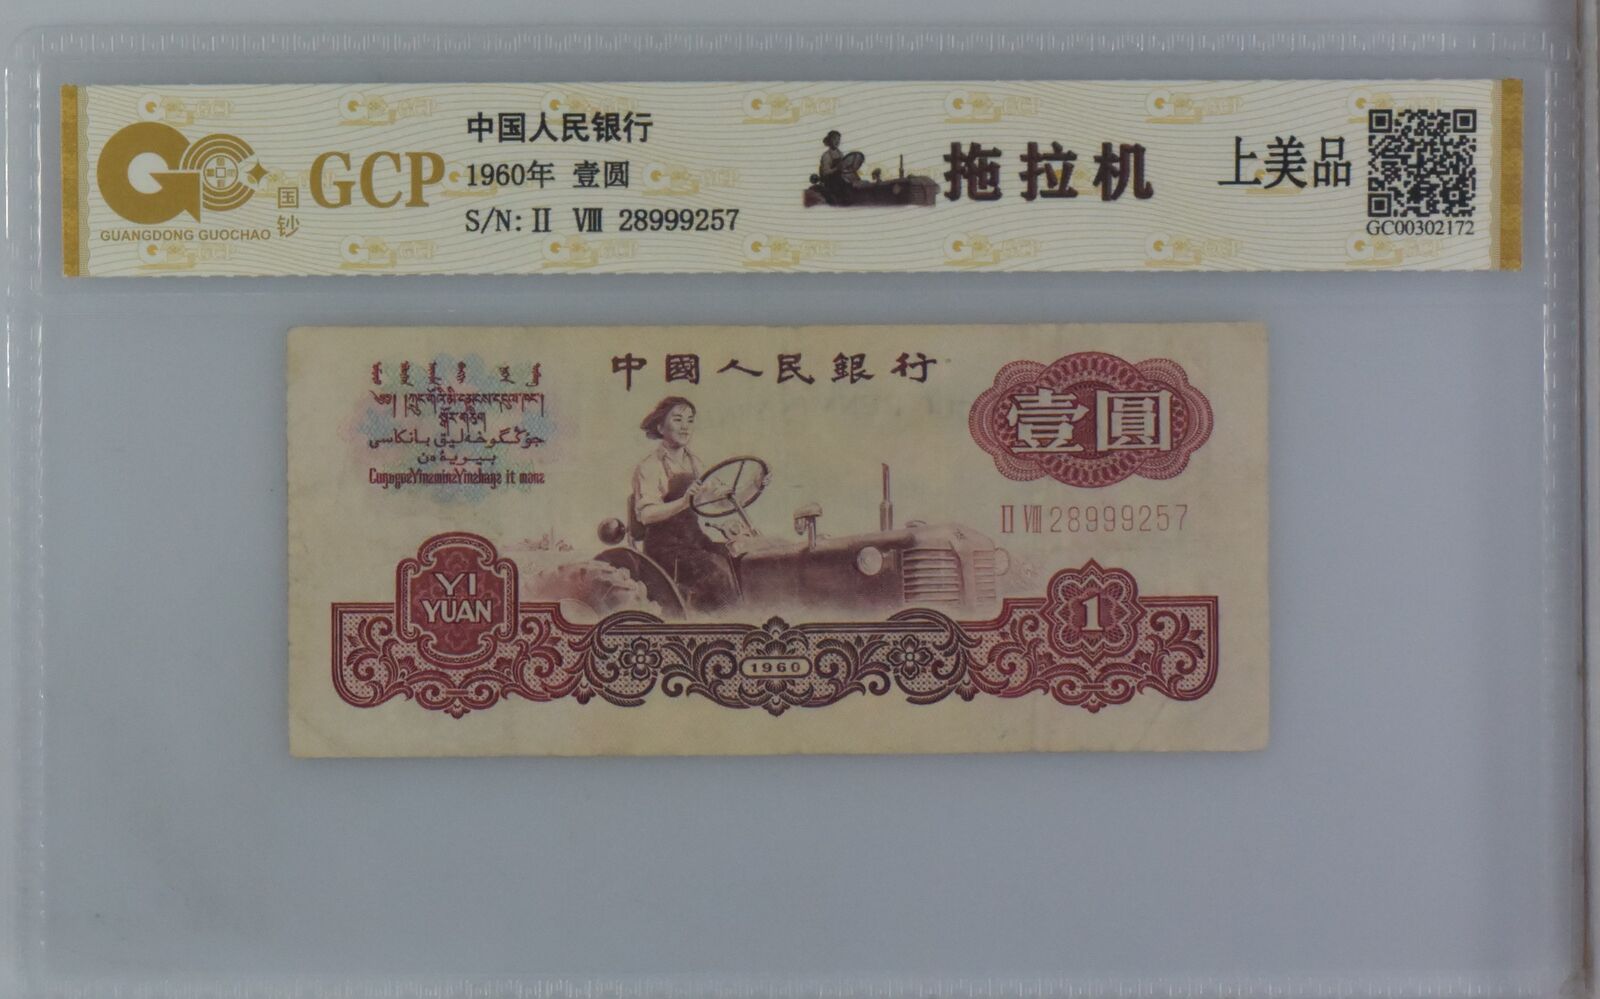 中国人民银行
GCP
1960年 壹圆
国钞
GUANGDONG GUOCHAO
S/N: II VIII 28999257
拖拉机
上美品
GC00302172
中國人民銀行
壹圓
II VIII 28999257
YI
YUAN
1960
1